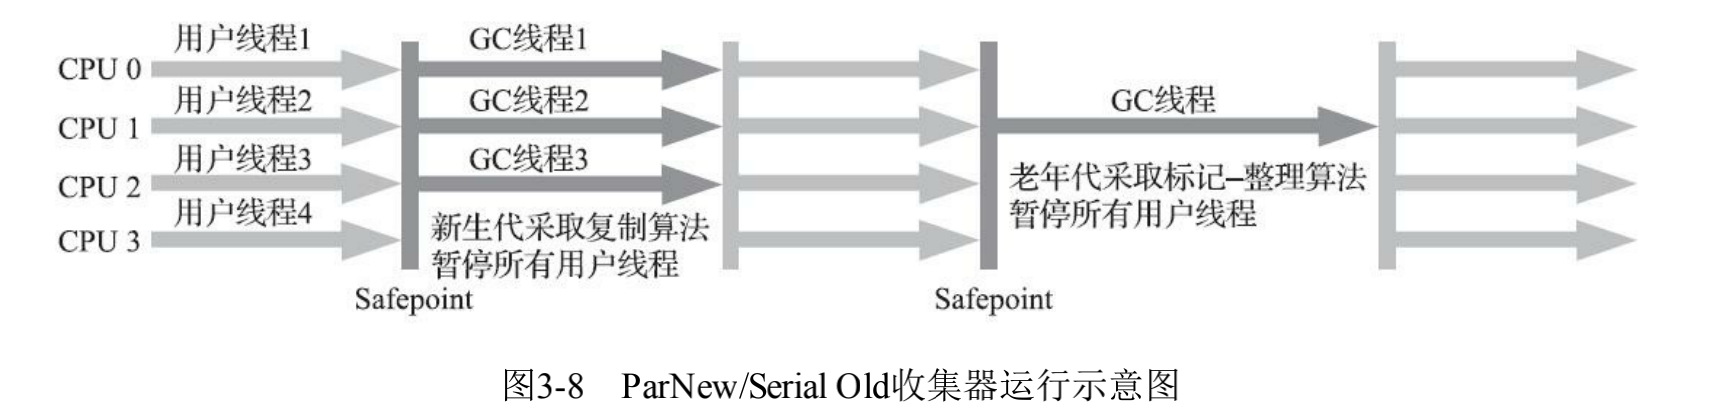 用户线程1
GC线程1
CPU 0
用户线程2
GC线程2
GC线程
CPU 1
用户线程3
GC线程3
CPU 2
老年代采取标记–整理算法
暂停所有用户线程
用户线程4
CPU 3
新生代采取复制算法
暂停所有用户线程
Safepoint
Safepoint
图3-8 ParNew/Serial Old收集器运行示意图